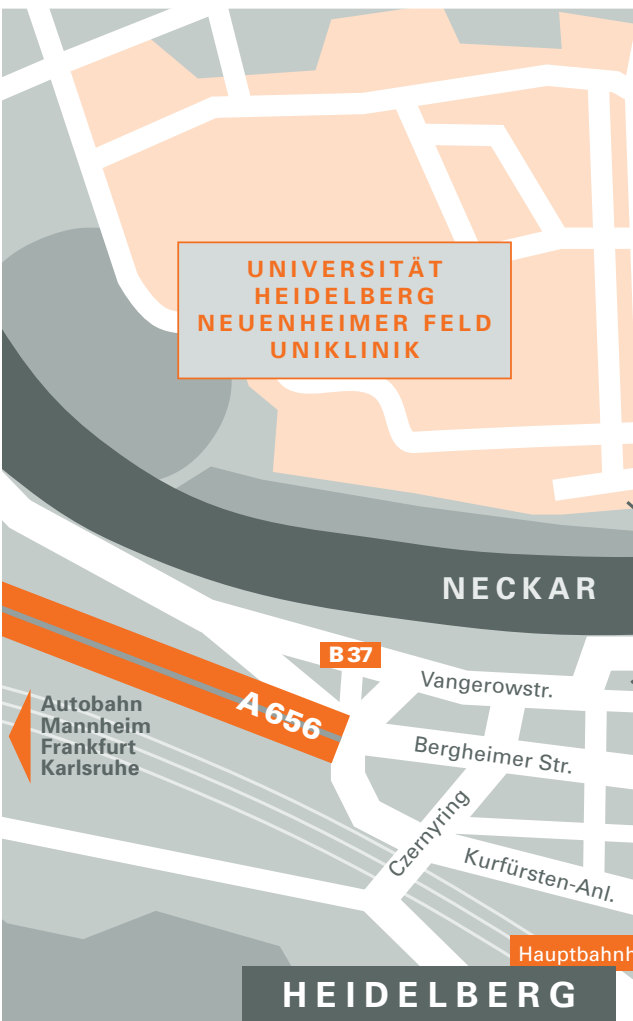 UNIVERSITÄT
HEIDELBERG
NEUENHEIMER FELD
UNIKLINIK
NECKAR
B 37
Vangerowstr.
A 656
Autobahn
Mannheim
Frankfurt
Karlsruhe
Bergheimer Str.
Czernyring
Kurfürsten-Anl.
Hauptbahnh
HEIDELBERG